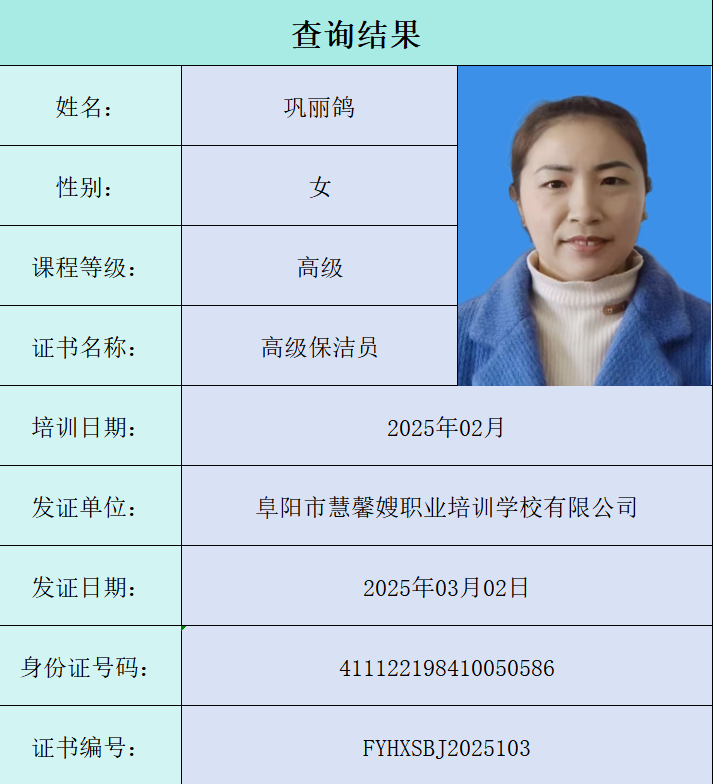 查询结果
姓名： 巩丽鸽
性别： 女
课程等级： 高级
证书名称： 高级保洁员
培训日期： 2025年02月
发证单位： 阜阳市慧馨嫂职业培训学校有限公司
发证日期： 2025年03月02日
身份证号码： 411122198410050586
证书编号： FYHXSBJ2025103